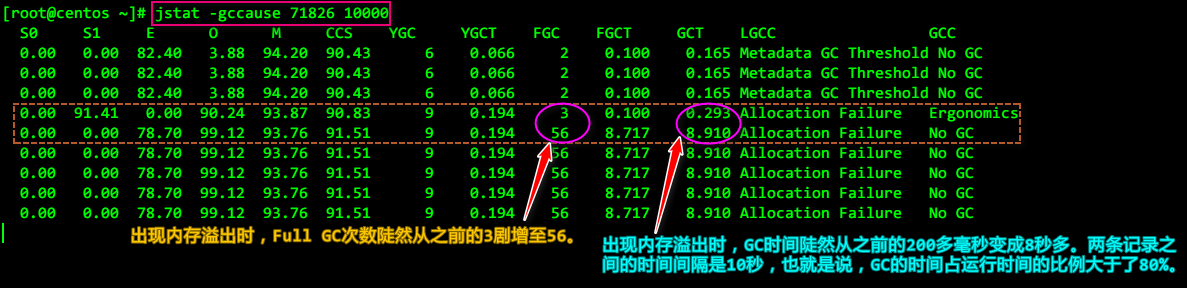 [root@centos ~]# jstat -gccause 71826 10000
S0 S1 E O M CCS YGC YGCT FGC FGCT GCT LGCC GCC
0.00 0.00 82.40 3.88 94.20 90.43 6 0.066 2 0.100 0.165 Metadata GC Threshold No GC
0.00 0.00 82.40 3.88 94.20 90.43 6 0.066 2 0.100 0.165 Metadata GC Threshold No GC
0.00 0.00 82.40 3.88 94.20 90.43 6 0.066 2 0.100 0.165 Metadata GC Threshold No GC
0.00 91.41 0.00 90.24 93.87 90.83 9 0.194 3 0.100 0.293 Allocation Failure Ergonomics
0.00 0.00 78.70 99.12 93.76 91.51 9 0.194 56 8.717 8.910 Allocation Failure No GC
0.00 0.00 78.70 99.12 93.76 91.51 9 0.194 56 8.717 8.910 Allocation Failure No GC
0.00 0.00 78.70 99.12 93.76 91.51 9 0.194 56 8.717 8.910 Allocation Failure No GC
0.00 0.00 78.70 99.12 93.76 91.51 9 0.194 56 8.717 8.910 Allocation Failure No GC
0.00 0.00 78.70 99.12 93.76 91.51 9 0.194 56 8.717 8.910 Allocation Failure No GC
出现内存溢出时，Full GC次数陡然从之前的3剧增至56。
出现内存溢出时，GC时间陡然从之前的200多毫秒变成8秒多。两条记录之
间的时间间隔是10秒，也就是说，GC的时间占运行时间的比例大于了80%。